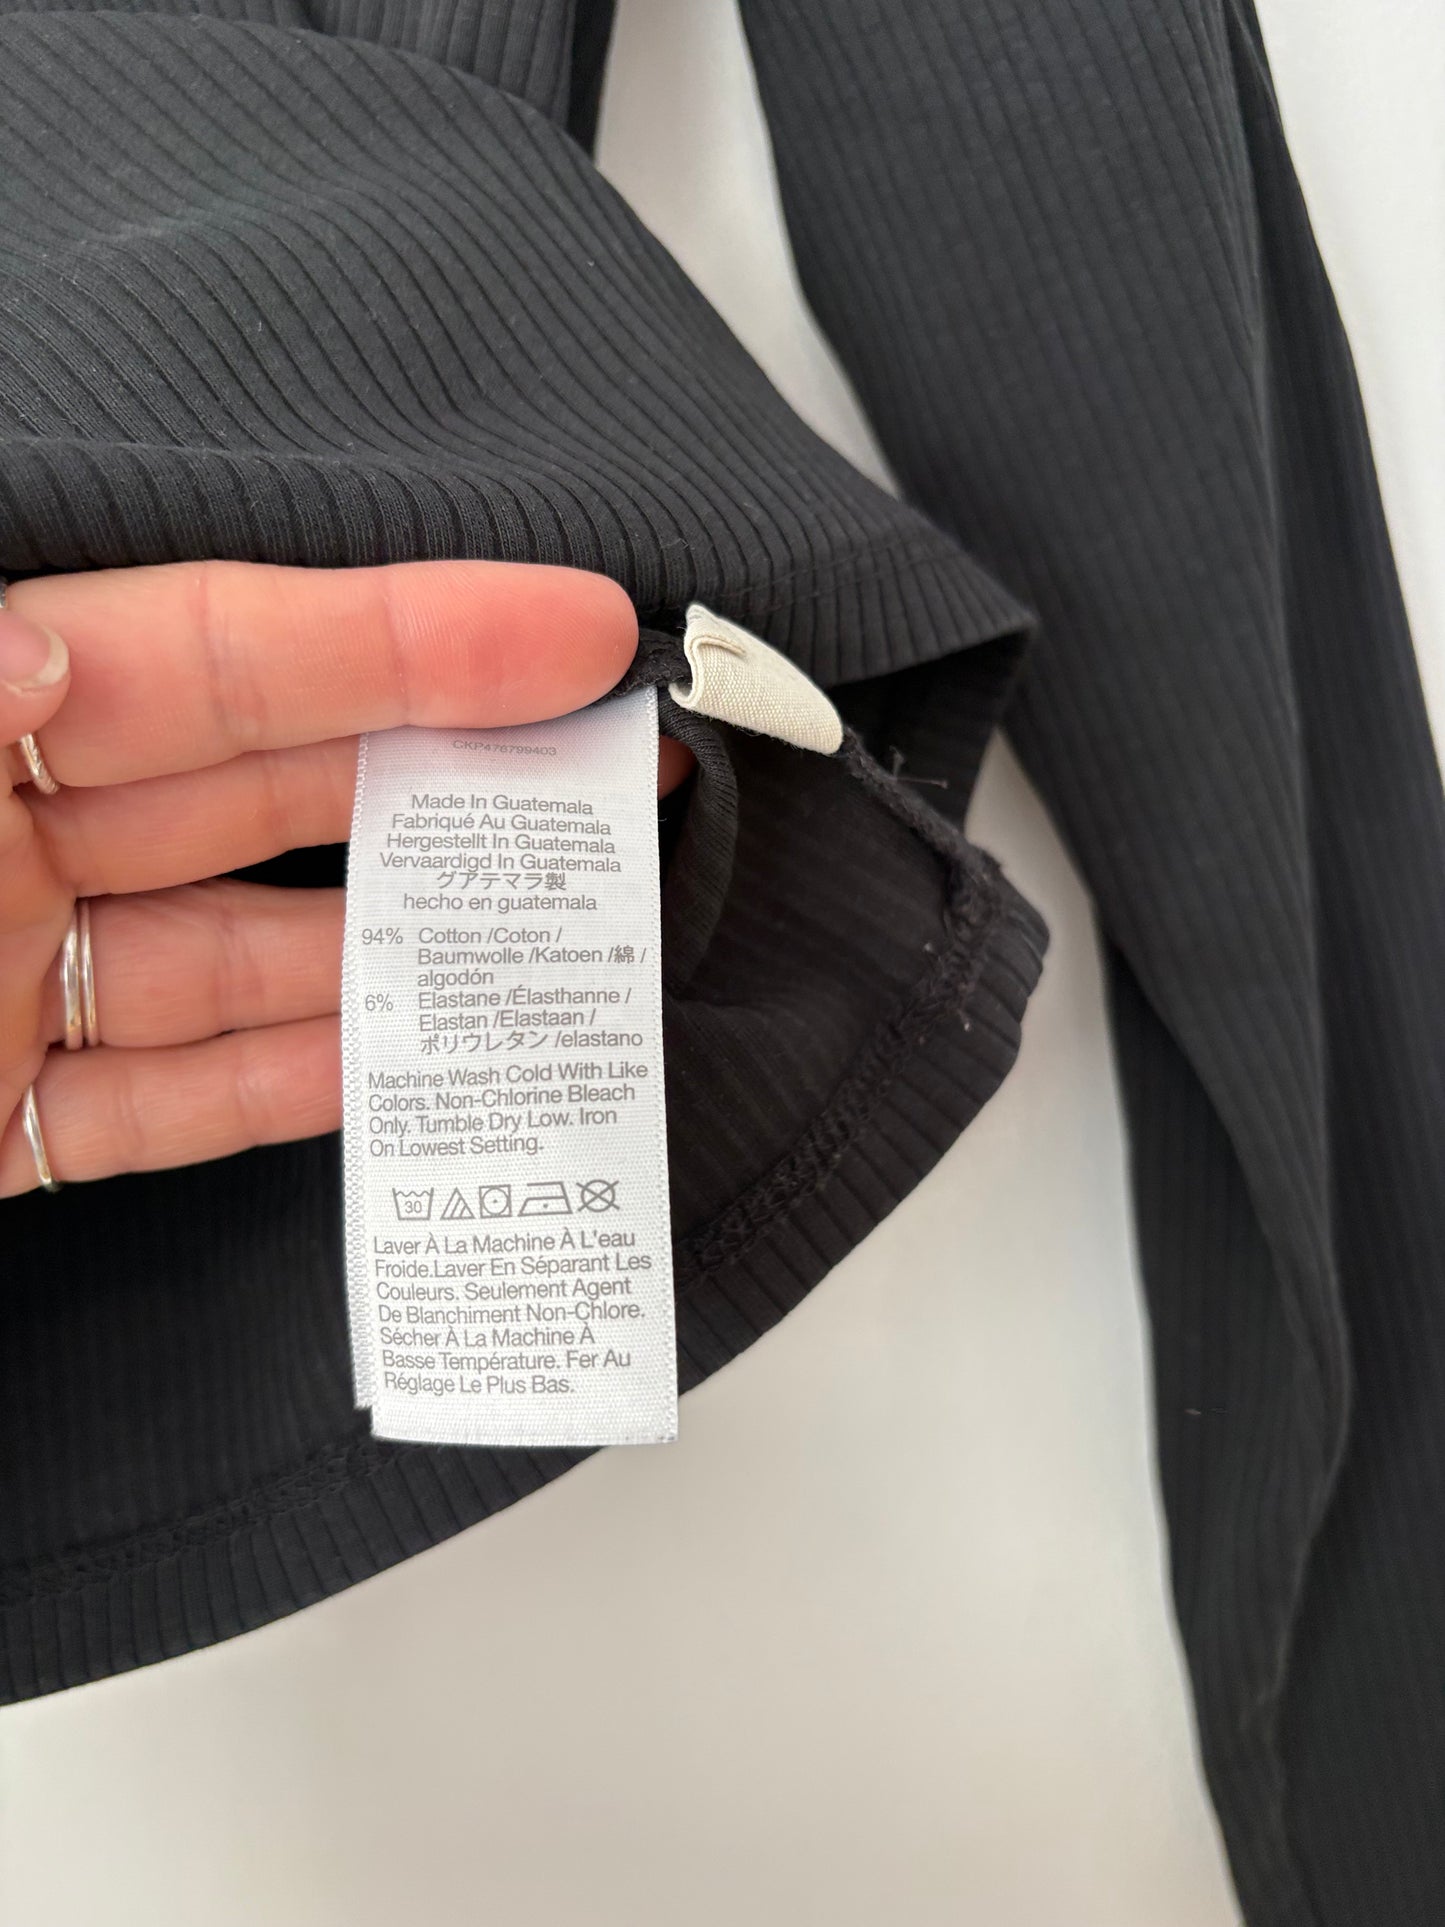 CKP476799403
Made In Guatemala
Fabriqué Au Guatemala
Hergestellt In Guatemala
Vervaardigd In Guatemala
グアテマラ製
hecho en guatemala
94% Cotton /Coton /
Baumwolle /Katoen /綿 /
algodón
6% Elastane /Élasthanne /
Elastan /Elastaan /
ポリウレタン /elastano
Machine Wash Cold With Like
Colors. Non-Chlorine Bleach
Only. Tumble Dry Low. Iron
On Lowest Setting.
30
Laver À La Machine À L'eau
Froide.Laver En Séparant Les
Couleurs. Seulement Agent
De Blanchiment Non-Chlore.
Sécher À La Machine À
Basse Température. Fer Au
Réglage Le Plus Bas.